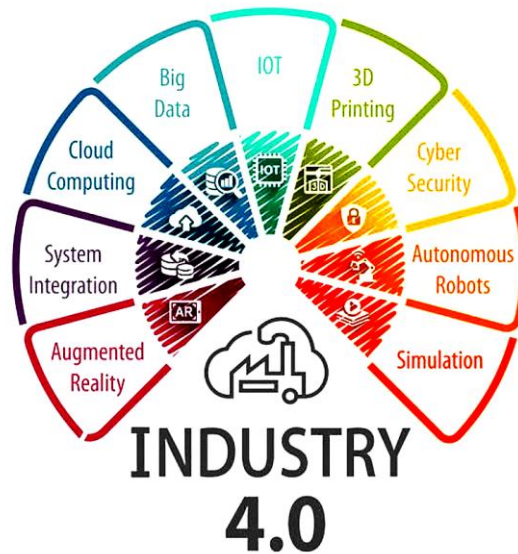 IOT
Big
Data
3D
Printing
Cloud
Computing
Cyber
Security
System
Integration
Autonomous
Robots
Augmented
Reality
Simulation
IOT
3D
AR
INDUSTRY
4.0